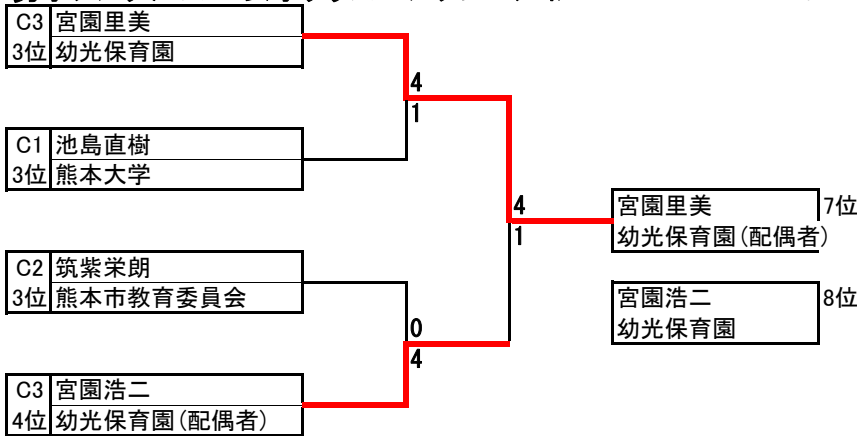 C3 宮園里美
3位 幼光保育園
4
1
C1 池島直樹
3位 熊本大学
4
1
宮園里美 7位
幼光保育園(配偶者)
C2 筑紫栄朗
3位 熊本市教育委員会
宮園浩二 8位
幼光保育園
0
4
C3 宮園浩二
4位 幼光保育園(配偶者)